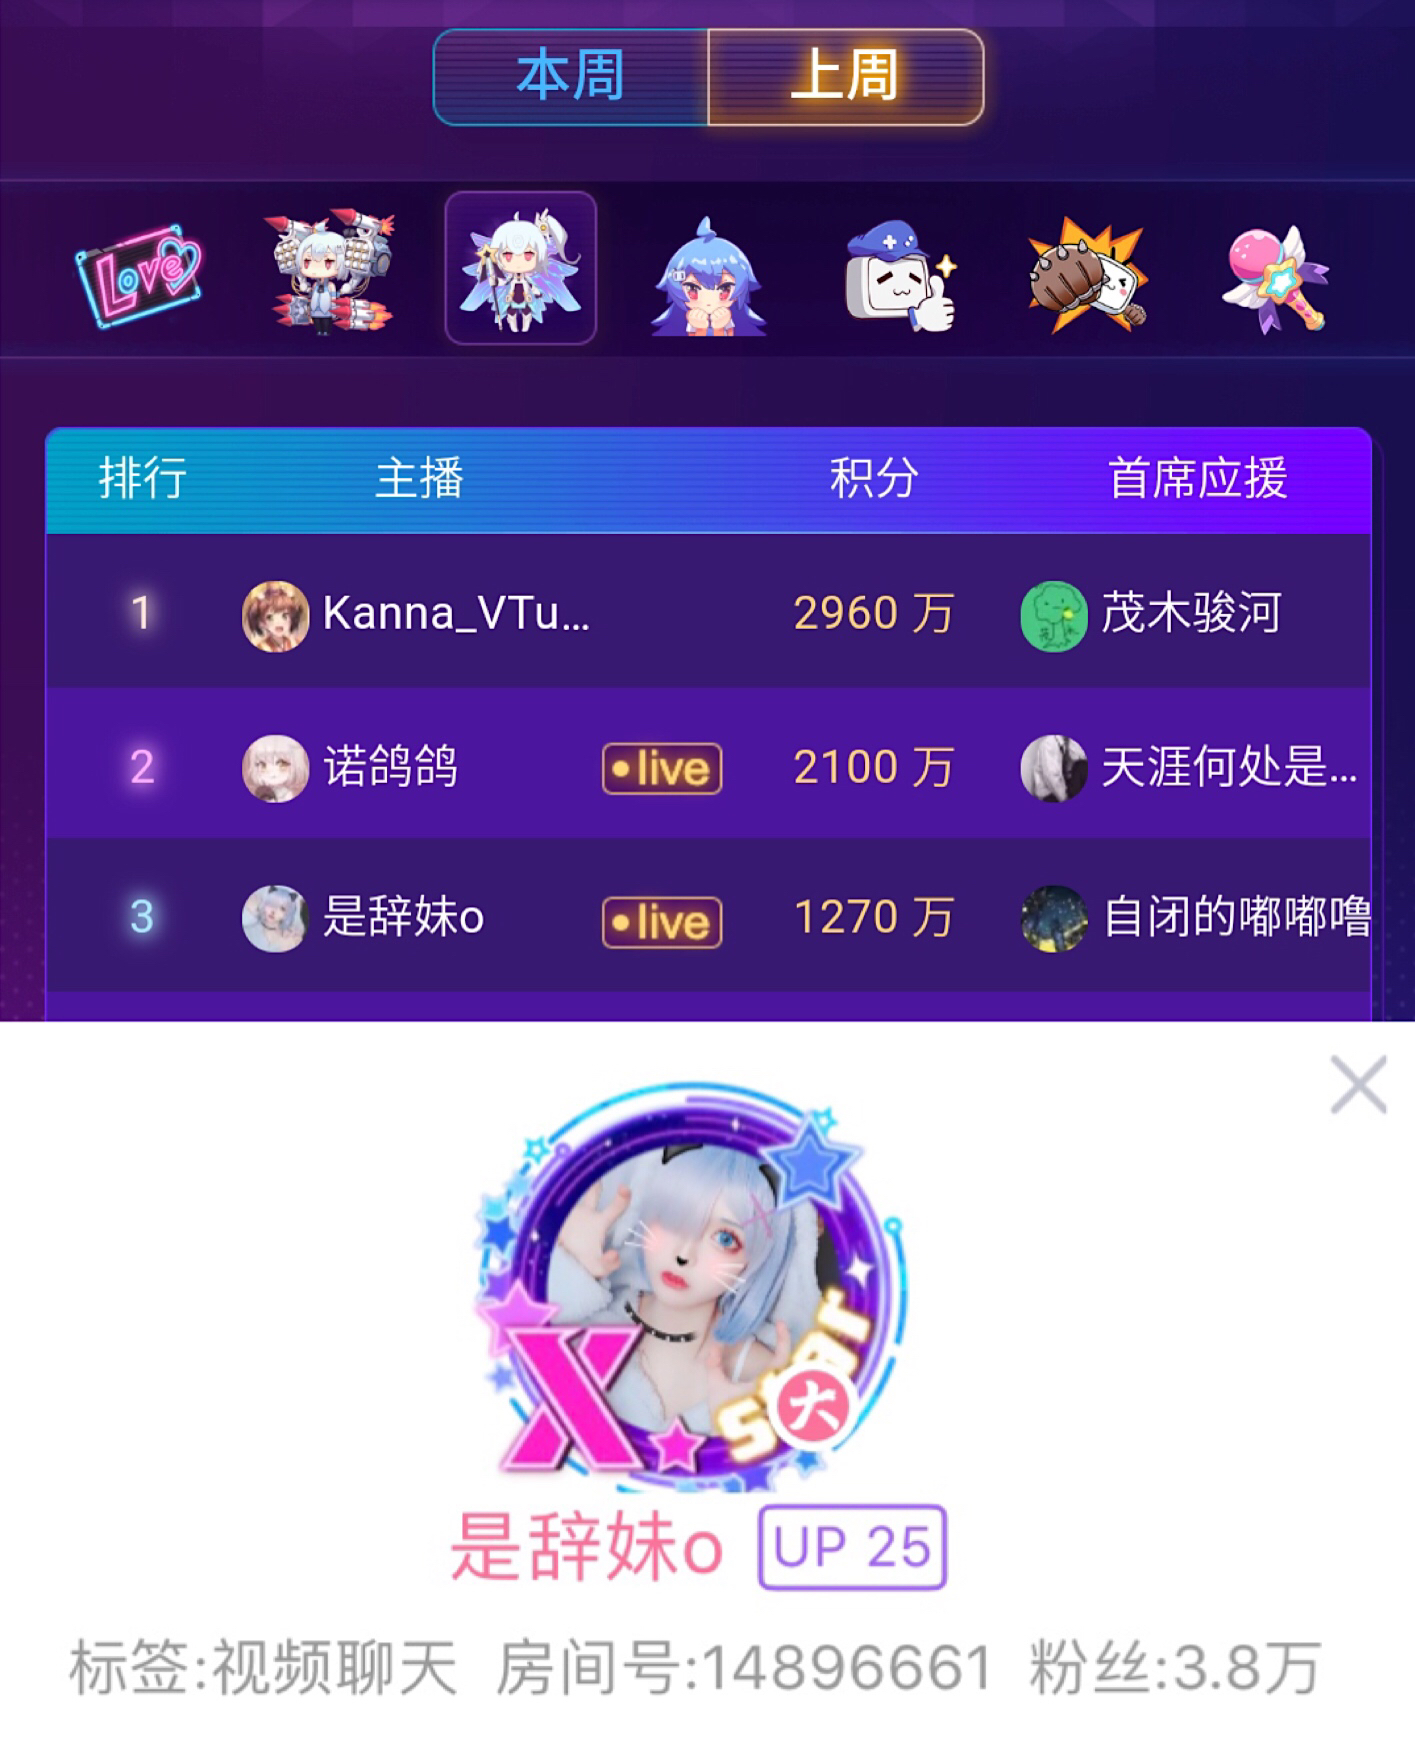 本周 上周
Love
排行 主播 积分 首席应援
1 Kanna_VTu... 2960 万 茂木骏河
2 诺鸽鸽 live 2100 万 天涯何处是...
3 是辞妹o live 1270 万 自闭的嘟嘟噜
X star 大
是辞妹o UP 25
标签:视频聊天 房间号:14896661 粉丝:3.8万